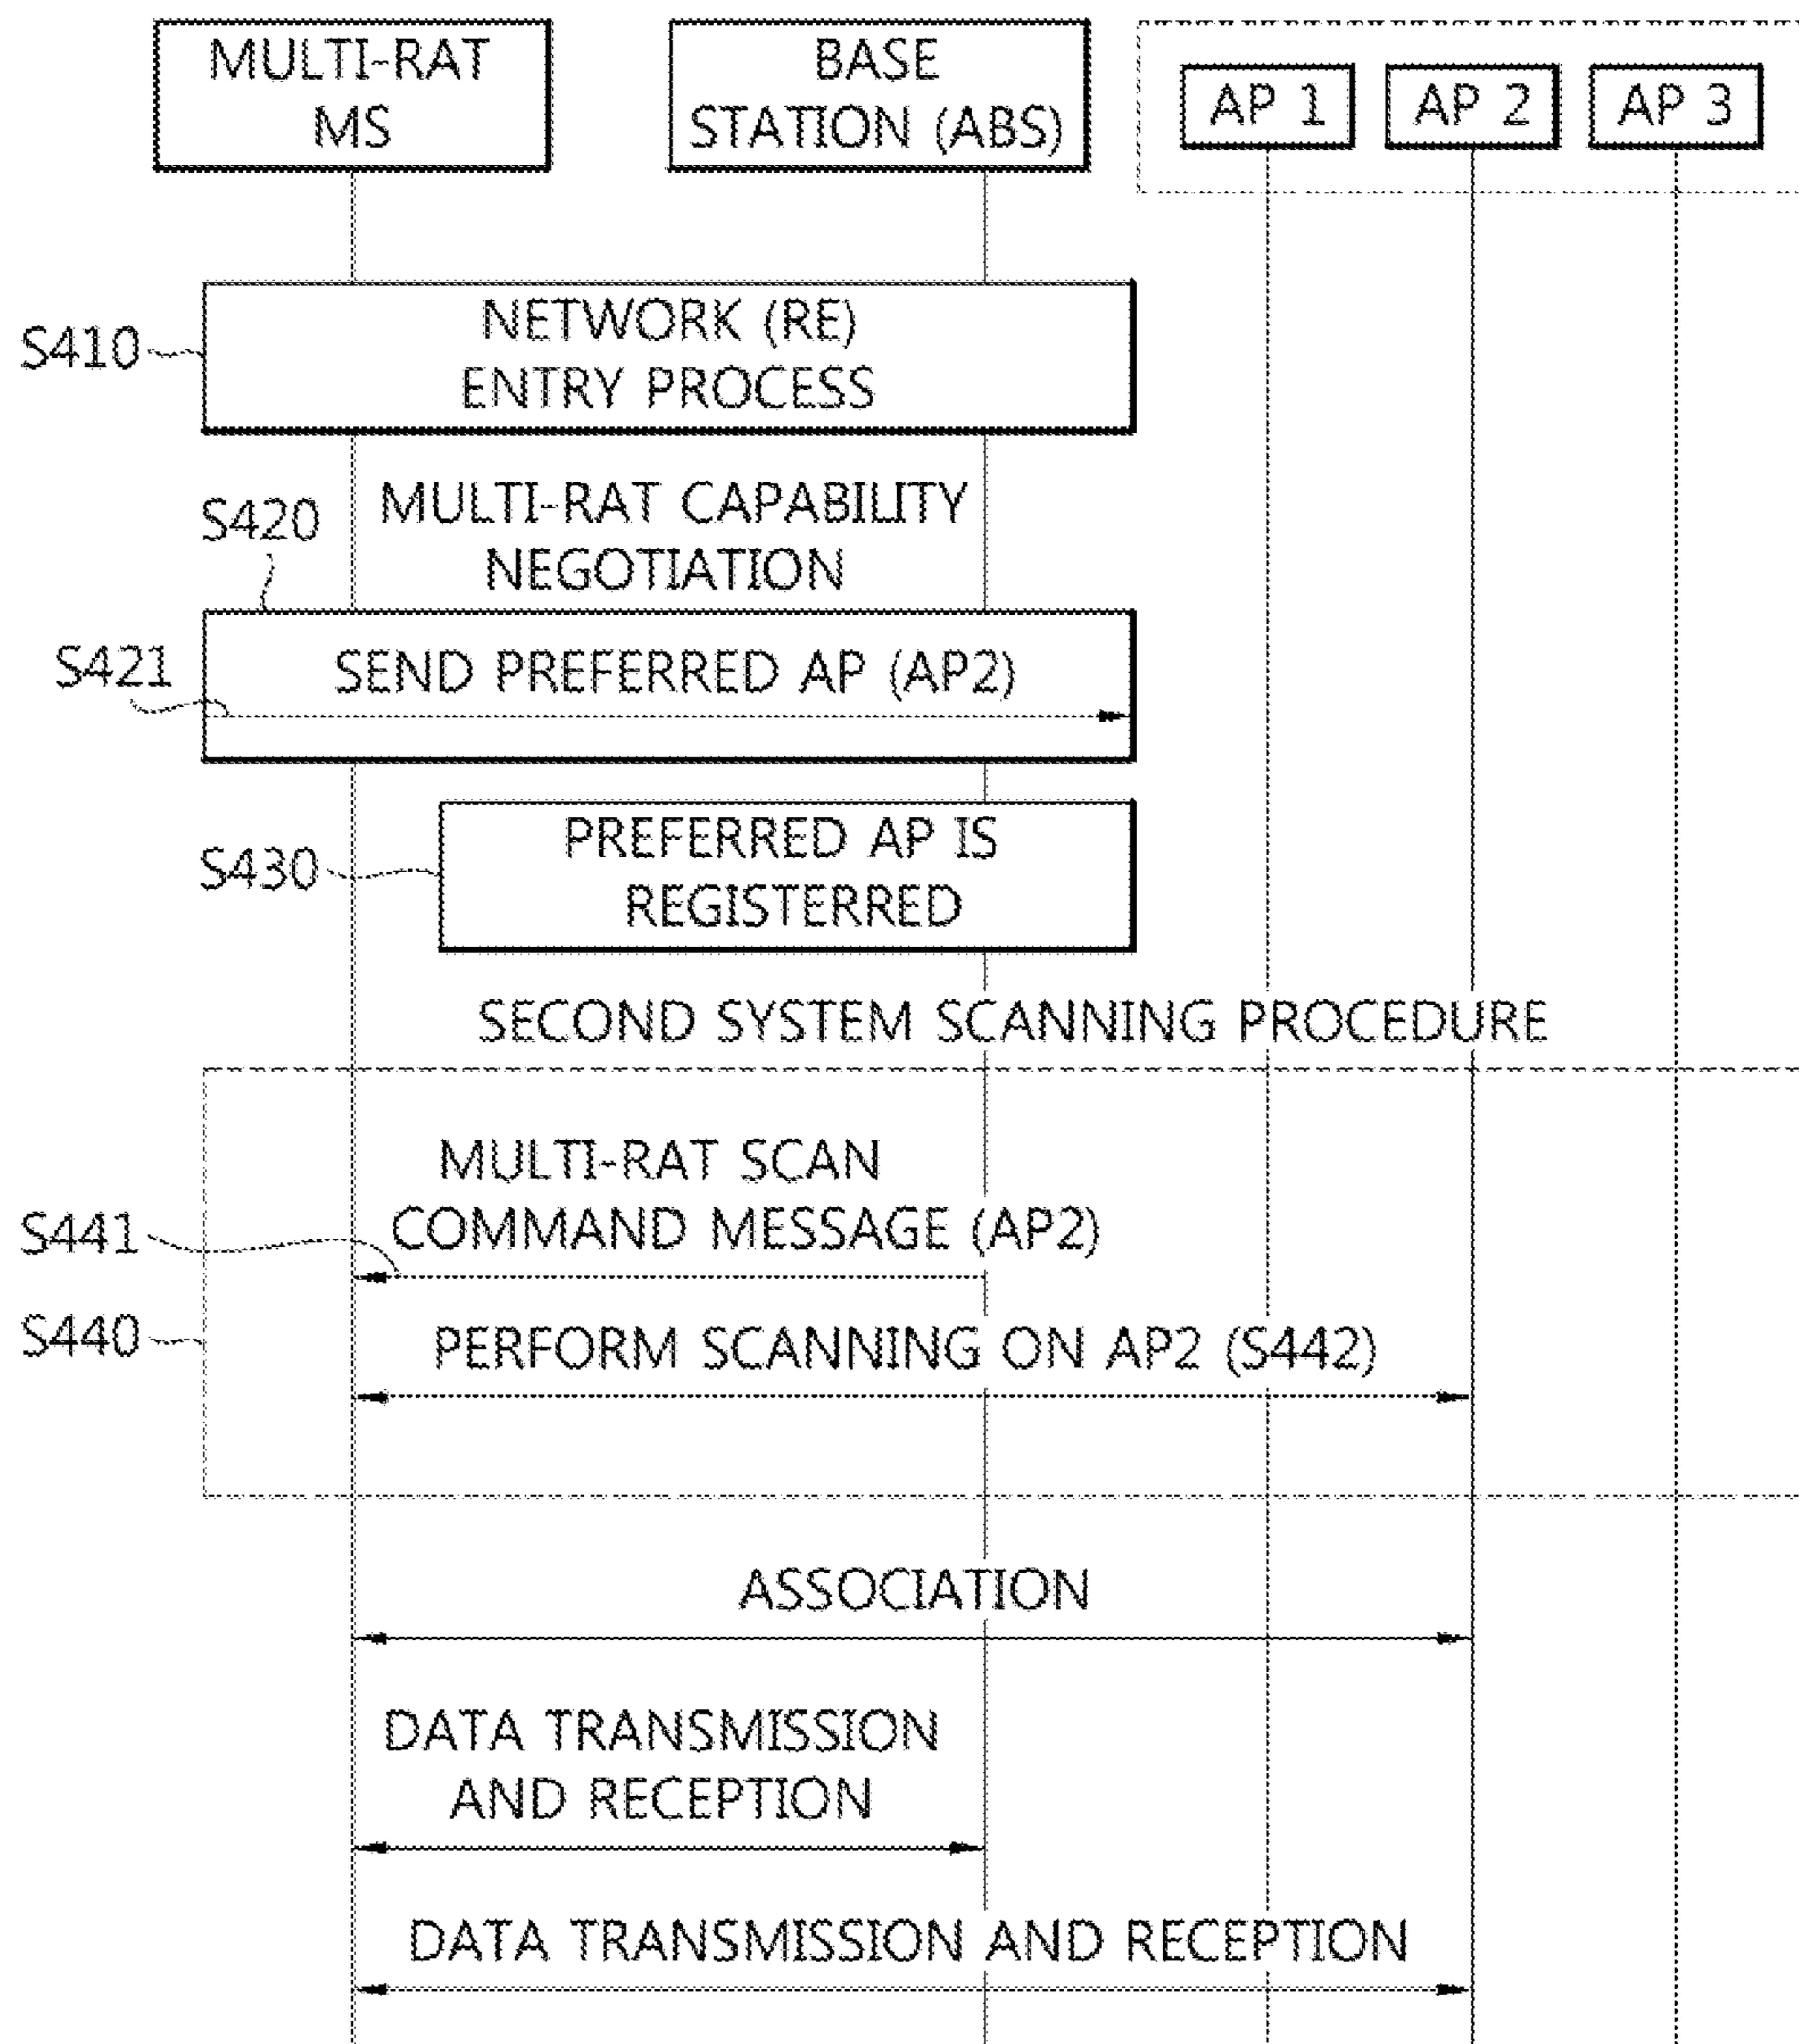 MULTI-RAT
MS
BASE
STATION (ABS)
AP 1
AP 2
AP 3
S410
NETWORK (RE)
ENTRY PROCESS
S420
MULTI-RAT CAPABILITY
NEGOTIATION
S421
SEND PREFERRED AP (AP2)
S430
PREFERRED AP IS
REGISTERRED
SECOND SYSTEM SCANNING PROCEDURE
MULTI-RAT SCAN
COMMAND MESSAGE (AP2)
S441
S440
PERFORM SCANNING ON AP2 (S442)
ASSOCIATION
DATA TRANSMISSION
AND RECEPTION
DATA TRANSMISSION AND RECEPTION